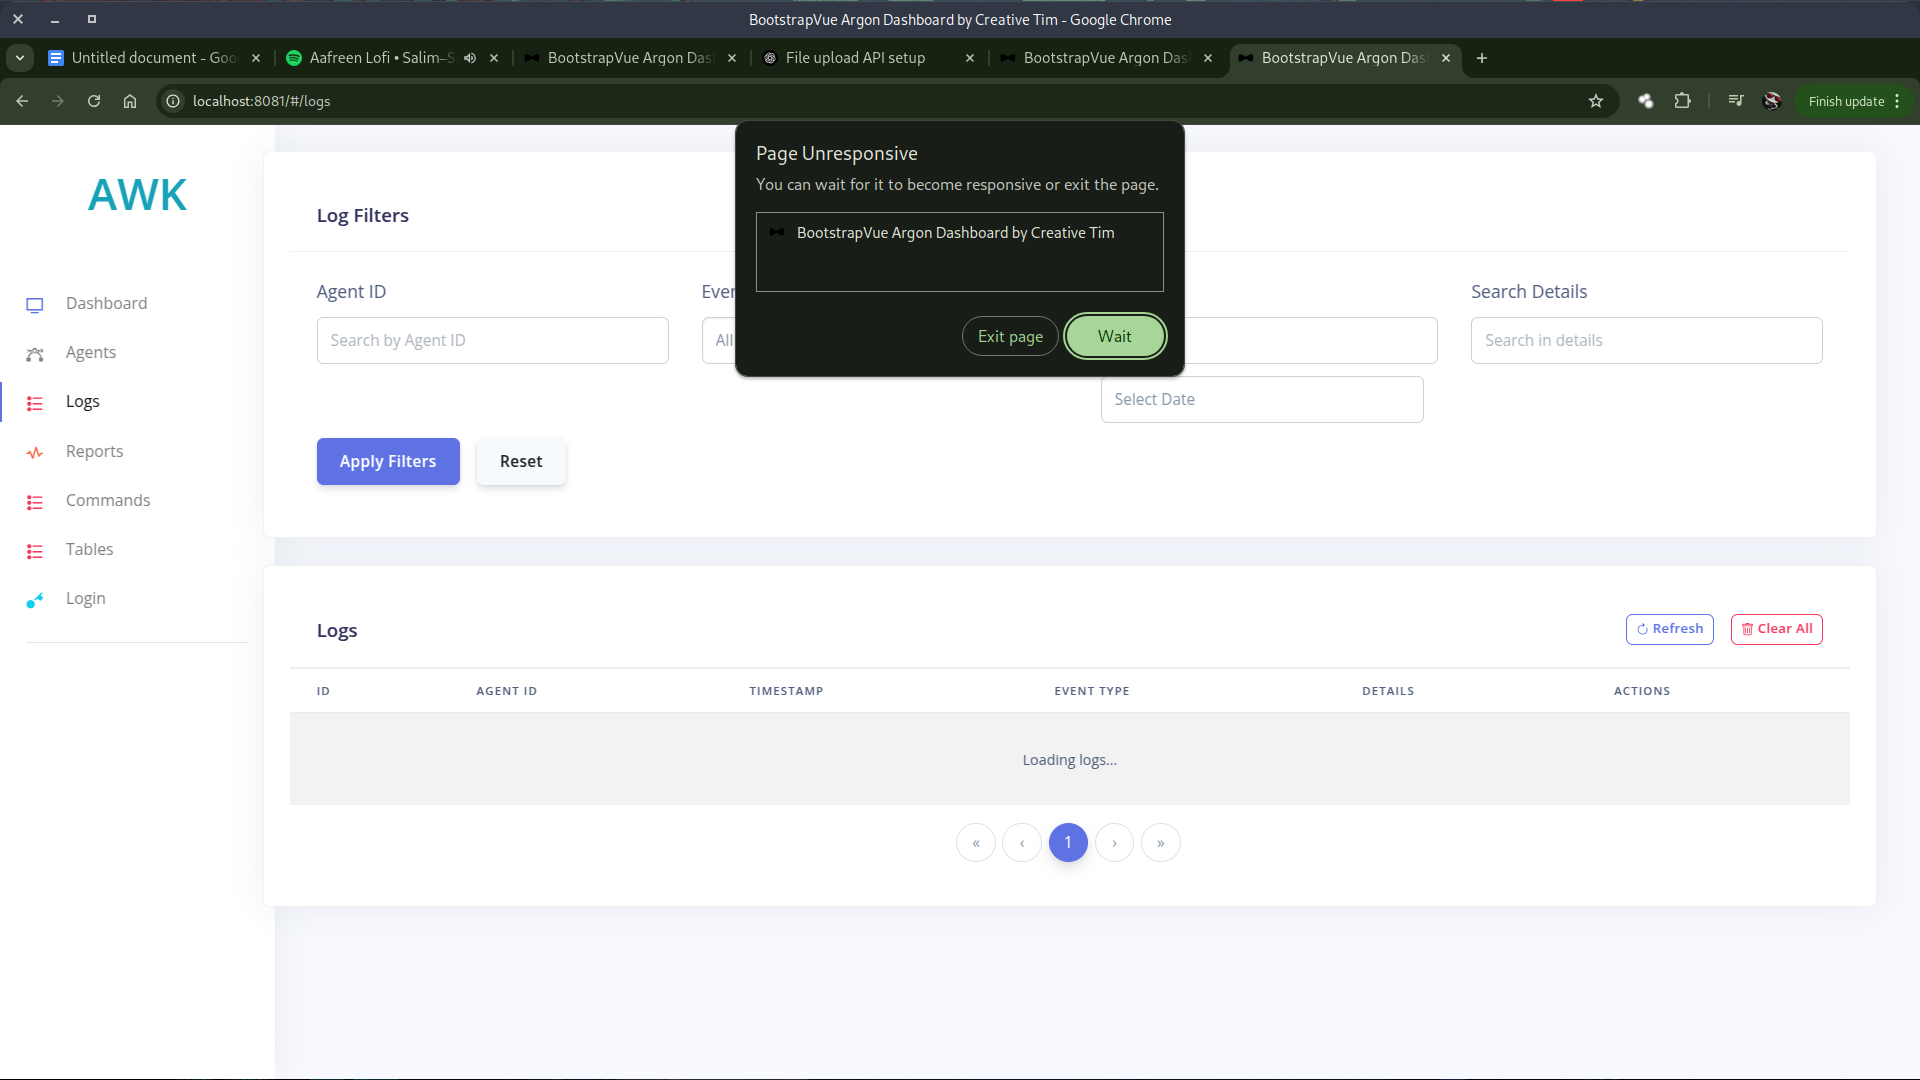 BootstrapVue Argon Dashboard by Creative Tim - Google Chrome
Untitled document - Goo
Aafreen Lofi • Salim–S
BootstrapVue Argon Das
File upload API setup
BootstrapVue Argon Das
BootstrapVue Argon Das
localhost:8081/#/logs
Finish update
Page Unresponsive
You can wait for it to become responsive or exit the page.
BootstrapVue Argon Dashboard by Creative Tim
Exit page
Wait
AWK
Dashboard
Agents
Logs
Reports
Commands
Tables
Login
Log Filters
Agent ID
Search by Agent ID
Even
All
Select Date
Search Details
Search in details
Apply Filters
Reset
Logs
Refresh
Clear All
ID AGENT ID TIMESTAMP EVENT TYPE DETAILS ACTIONS
Loading logs...
« ‹ 1 › »